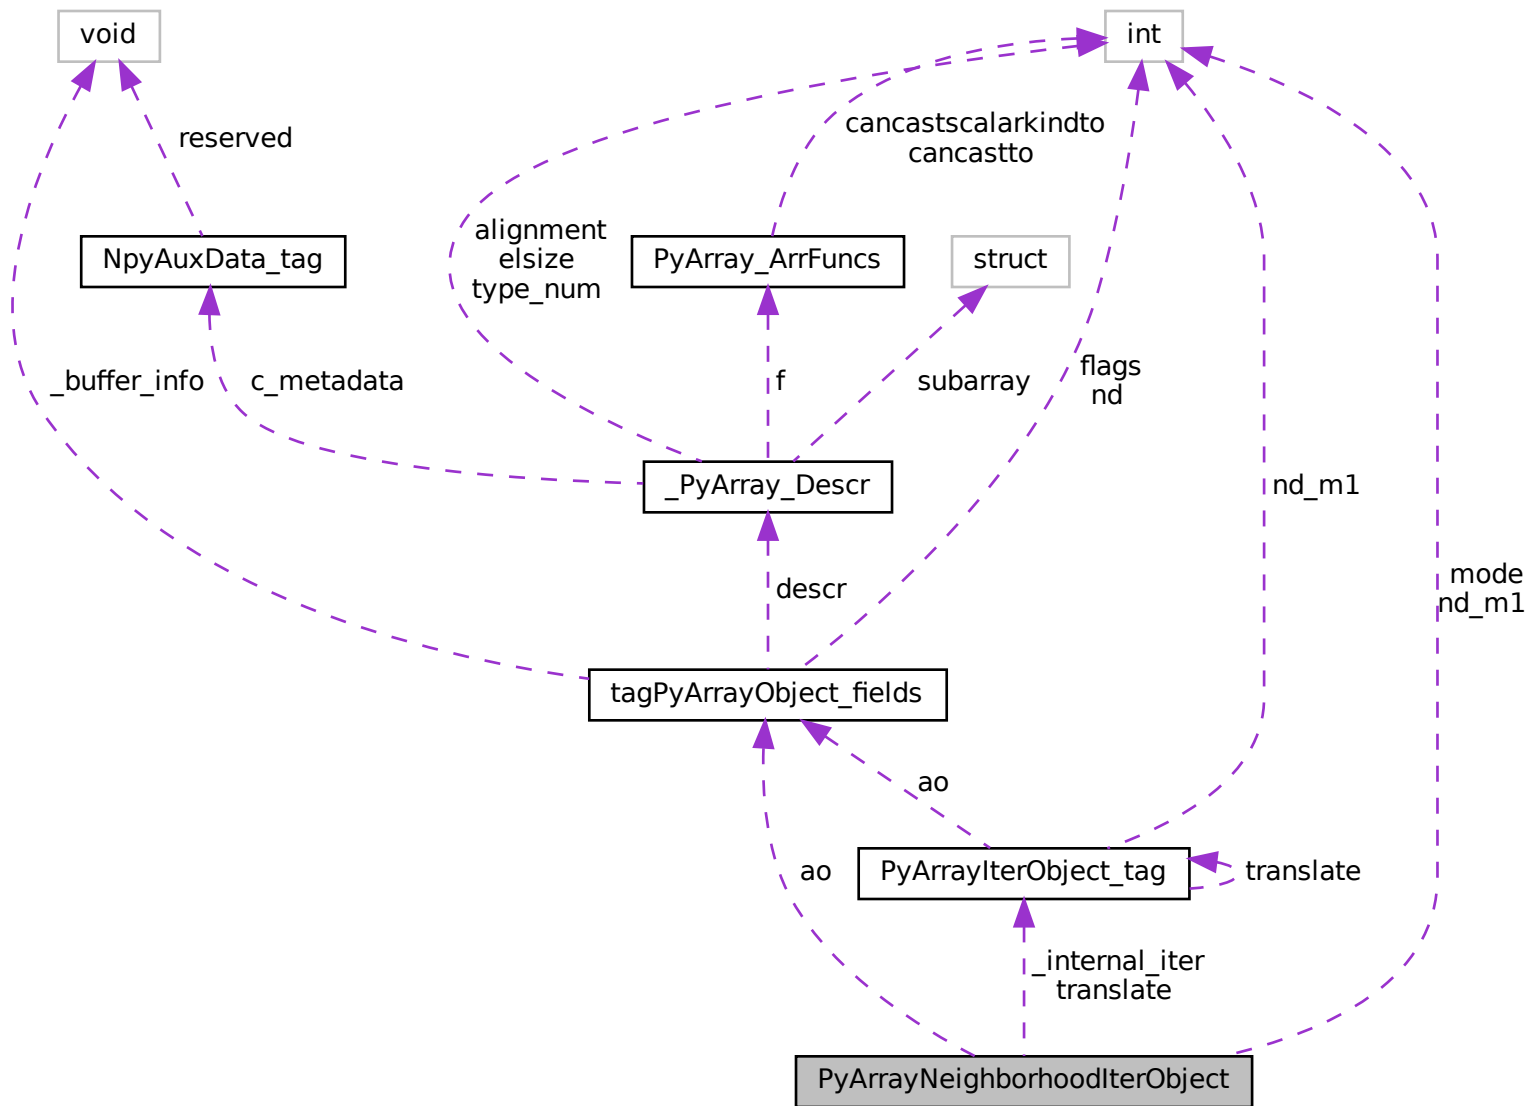 void
int
cancastscalarkindto
cancastto
reserved
alignment
elsize
type_num
NpyAuxData_tag
PyArray_ArrFuncs
struct
_buffer_info
c_metadata
f
subarray
flags
nd
_PyArray_Descr
nd_m1
descr
mode
nd_m1
tagPyArrayObject_fields
ao
ao
PyArrayIterObject_tag
translate
_internal_iter
translate
PyArrayNeighborhoodIterObject